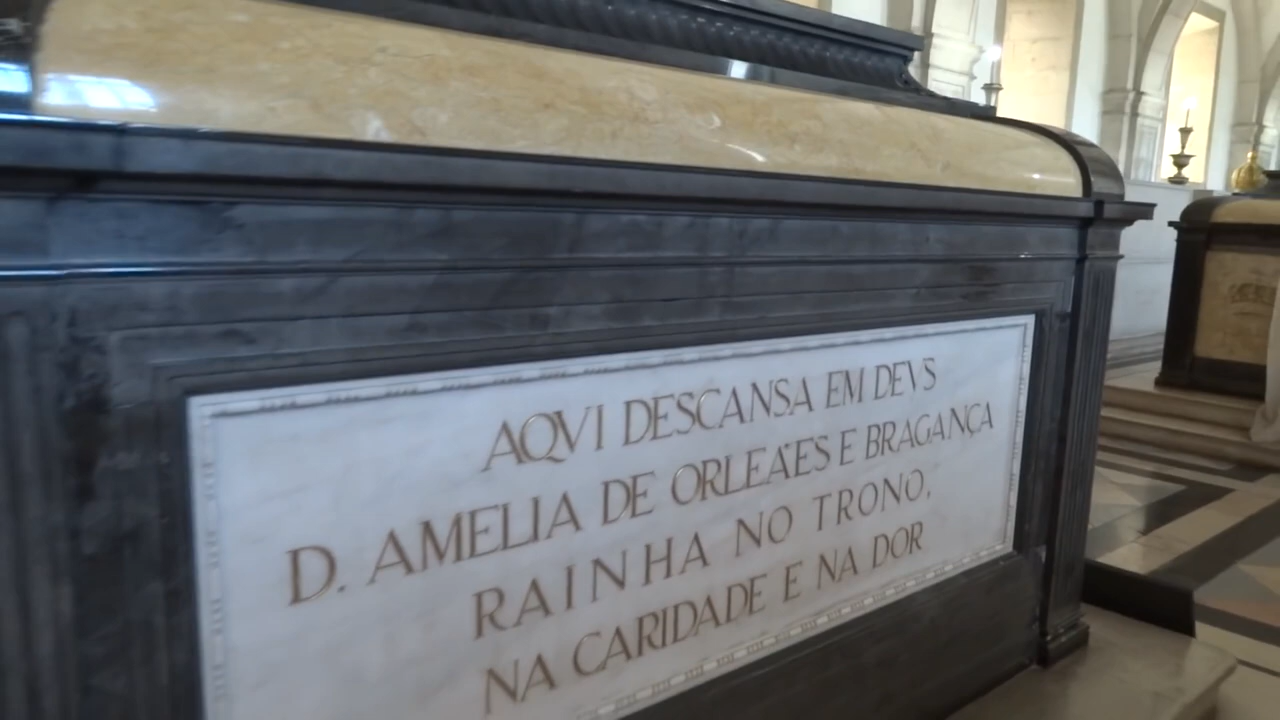 AQVI DESCANSA EM DEVS
D. AMELIA DE ORLEÃES E BRAGANÇA
RAINHA NO TRONO,
NA CARIDADE E NA DOR